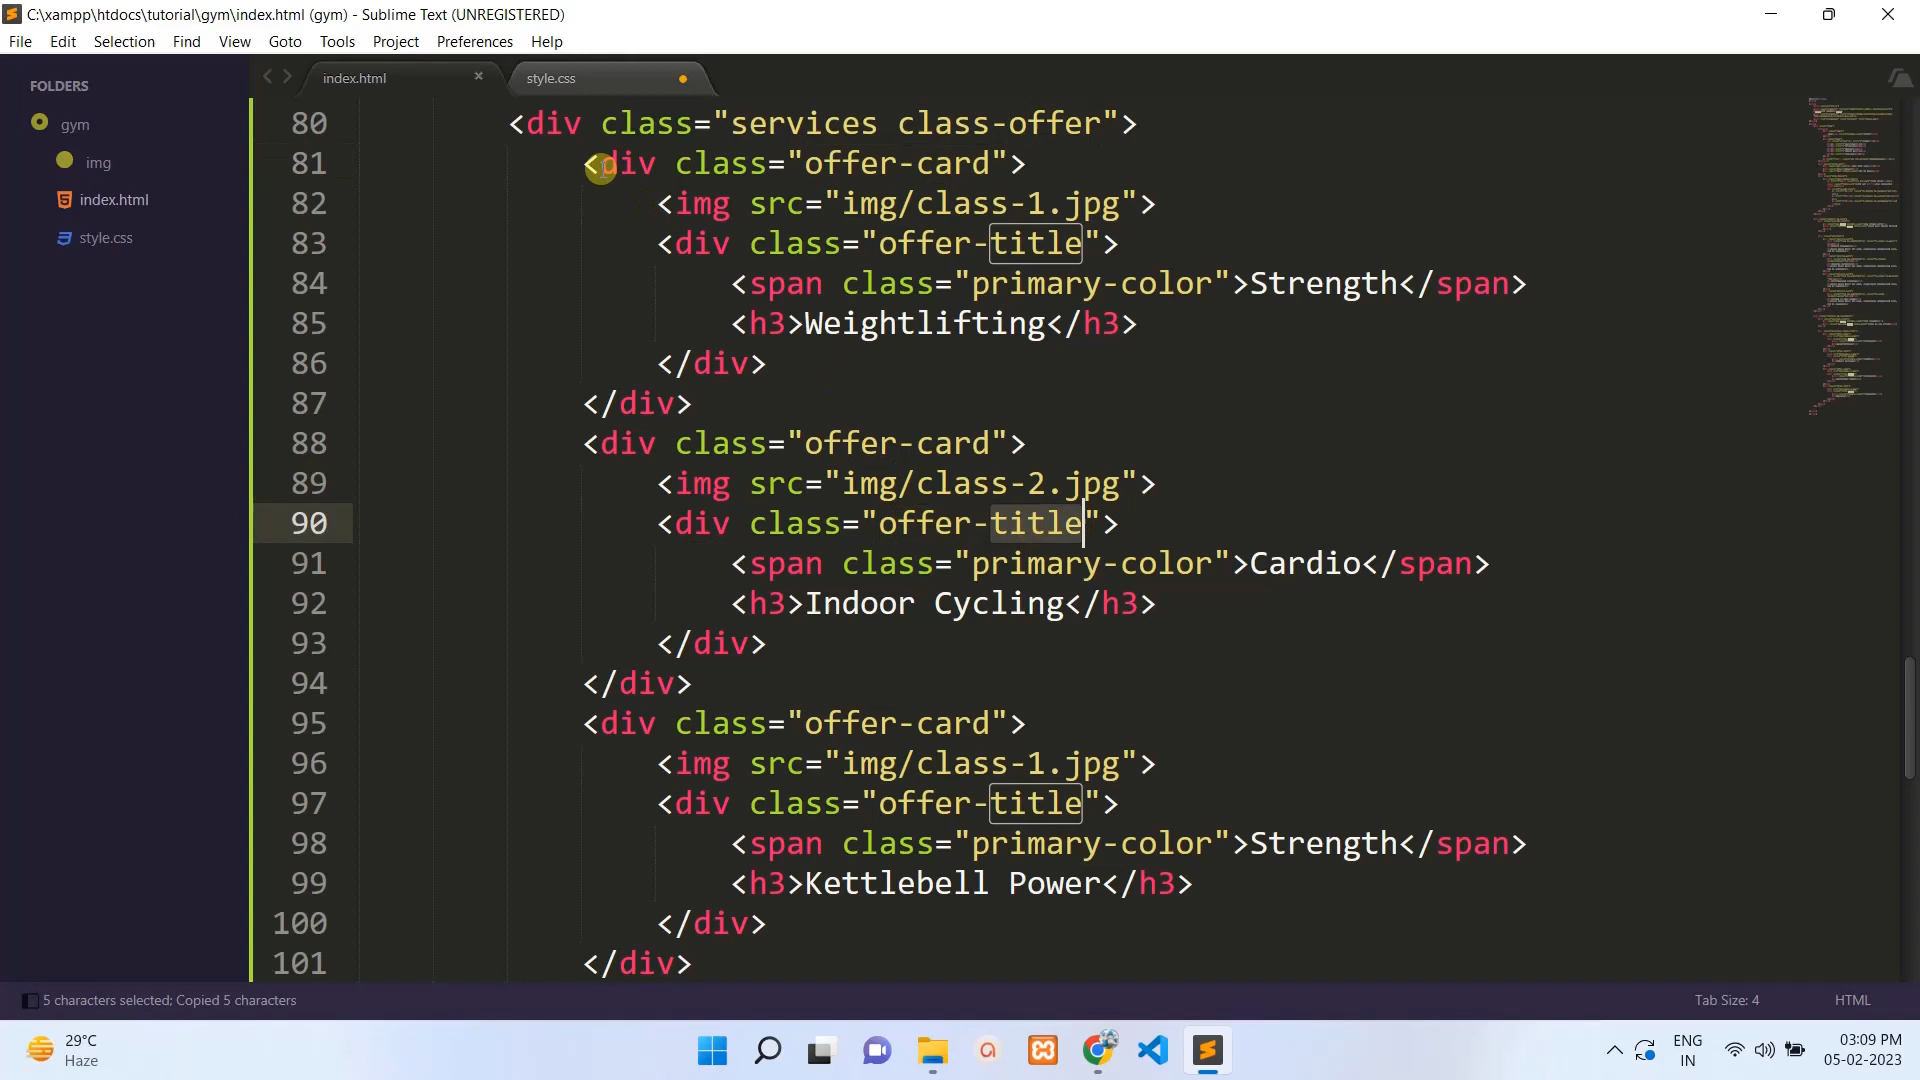 C:\xampp\htdocs\tutorial\gym\index.html (gym) - Sublime Text (UNREGISTERED)
File Edit Selection Find View Goto Tools Project Preferences Help
FOLDERS
gym
img
index.html
style.css
index.html × style.css
80 <div class="services class-offer">
81 <div class="offer-card">
82 <img src="img/class-1.jpg">
83 <div class="offer-title">
84 <span class="primary-color">Strength</span>
85 <h3>Weightlifting</h3>
86 </div>
87 </div>
88 <div class="offer-card">
89 <img src="img/class-2.jpg">
90 <div class="offer-title">
91 <span class="primary-color">Cardio</span>
92 <h3>Indoor Cycling</h3>
93 </div>
94 </div>
95 <div class="offer-card">
96 <img src="img/class-1.jpg">
97 <div class="offer-title">
98 <span class="primary-color">Strength</span>
99 <h3>Kettlebell Power</h3>
100 </div>
101 </div>
5 characters selected; Copied 5 characters Tab Size: 4 HTML
29°C
Haze
ENG
IN
03:09 PM
05-02-2023